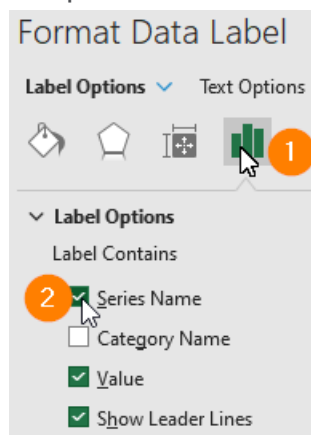 Format Data Label
Label Options Text Options
1
Label Options
Label Contains
2 Series Name
Category Name
Value
Show Leader Lines